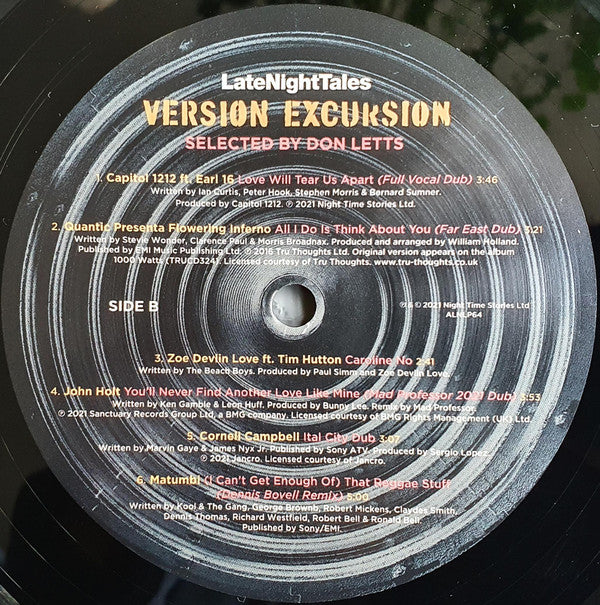 LateNightTales
VERSION EXCURSION
SELECTED BY DON LETTS
1. Capitol 1212 ft. Earl 16 Love Will Tear Us Apart (Full Vocal Dub) 3:46
Written by Ian Curtis, Peter Hook, Stephen Morris & Bernard Sumner.
Produced by Capitol 1212. ℗ 2021 Night Time Stories Ltd.
2. Quantic Presenta Flowering Inferno All I Do Is Think About You (Far East Dub) 3:21
Written by Stevie Wonder, Clarence Paul & Morris Broadnax. Produced and arranged by William Holland.
Published by EMI Music Publishing Ltd. ℗ 2016 Tru Thoughts Ltd. Original version appears on the album
1000 Watts (TRUCD324). Licensed courtesy of Tru Thoughts. www.tru-thoughts.co.uk
SIDE B
℗ & © 2021 Night Time Stories Ltd
ALNLP64
3. Zoe Devlin Love ft. Tim Hutton Caroline No 2:41
Written by The Beach Boys. Produced by Paul Simm and Zoe Devlin Love.
4. John Holt You'll Never Find Another Love Like Mine (Mad Professor 2021 Dub) 3:53
Written by Ken Gamble & Leon Huff. Produced by Bunny Lee. Remix by Mad Professor.
℗ 2021 Sanctuary Records Group Ltd, a BMG company. Licensed courtesy of BMG Rights Management (UK) Ltd.
5. Cornell Campbell Ital City Dub 3:07
Written by Marvin Gaye & James Nyx Jr. Published by Sony ATV. Produced by Sergio Lopez.
℗ 2021 Jancro. Licensed courtesy of Jancro.
6. Matumbi (I Can't Get Enough Of) That Reggae Stuff
(Dennis Bovell Remix) 5:00
Written by Kool & The Gang, George Brownb, Robert Mickens, Claydes Smith,
Dennis Thomas, Richard Westfield, Robert Bell & Ronald Bell.
Published by Sony/EMI.